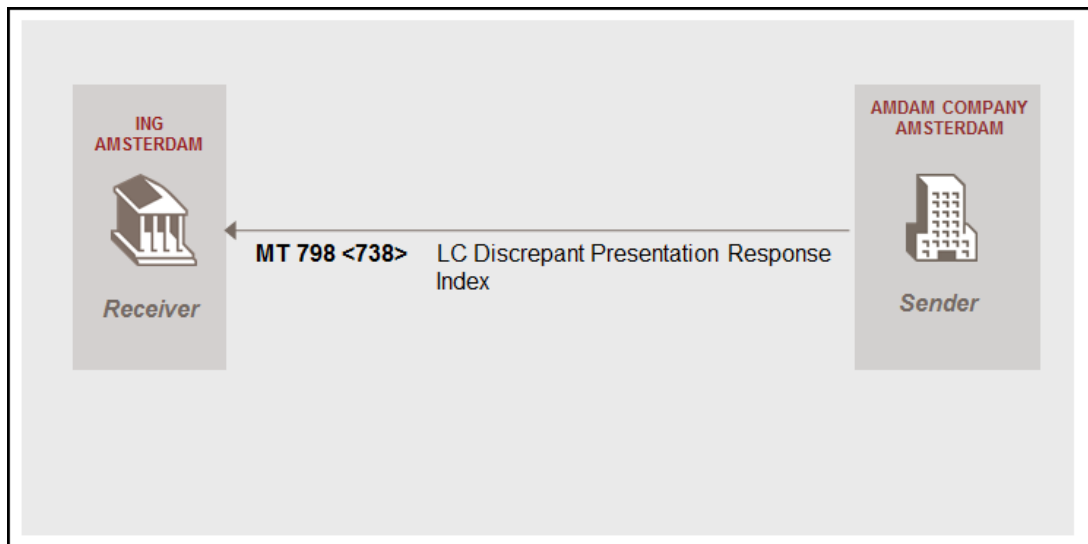 ING
AMSTERDAM
Receiver
MT 798 <738> LC Discrepant Presentation Response
Index
AMDAM COMPANY
AMSTERDAM
Sender